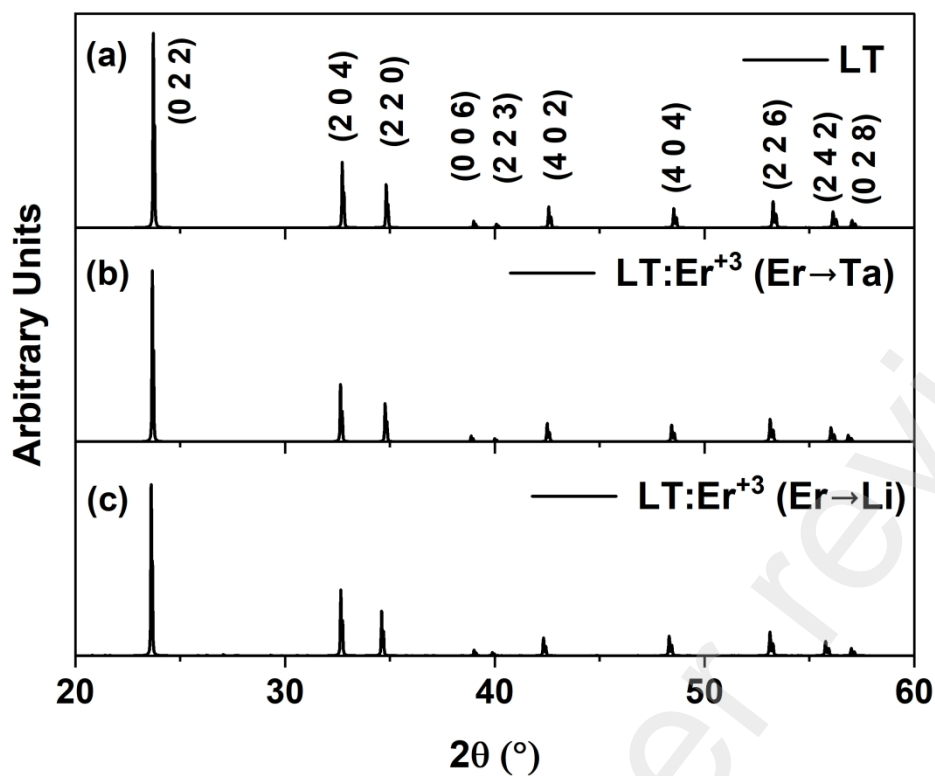 (a)
(0 2 2)
(2 0 4)
(2 2 0)
(0 0 6)
(2 2 3)
(4 0 2)
(4 0 4)
(2 2 6)
(2 4 2)
(0 2 8)
LT
(b)
LT:Er+3 (Er→Ta)
(c)
LT:Er+3 (Er→Li)
Arbitrary Units
20
30
40
50
60
2θ (°)
er revi